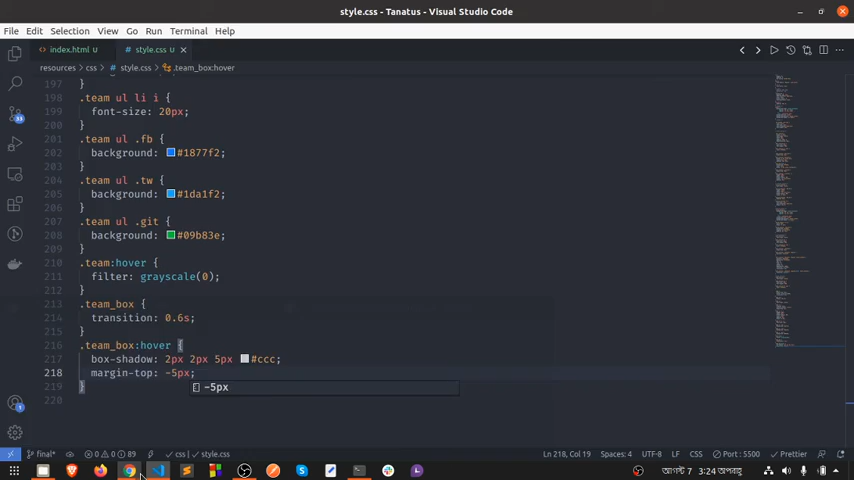 style.css - Tanatus - Visual Studio Code
File Edit Selection View Go Run Terminal Help
index.html U style.css U
resources > css > style.css > .team_box:hover
197 }
198 .team ul li i {
199 font-size: 20px;
200 }
201 .team ul .fb {
202 background: #1877f2;
203 }
204 .team ul .tw {
205 background: #1da1f2;
206 }
207 .team ul .git {
208 background: #09b83e;
209 }
210 .team:hover {
211 filter: grayscale(0);
212 }
213 .team_box {
214 transition: 0.6s;
215 }
216 .team_box:hover {
217 box-shadow: 2px 2px 5px #ccc;
218 margin-top: -5px;
219 }
-5px
220
33
1
final* 0 0 89 css > style.css Ln 218, Col 19 Spaces: 4 UTF-8 LF CSS Port : 5500 Prettier
আগস্ট 7 3:24 অপরাহ্ণ